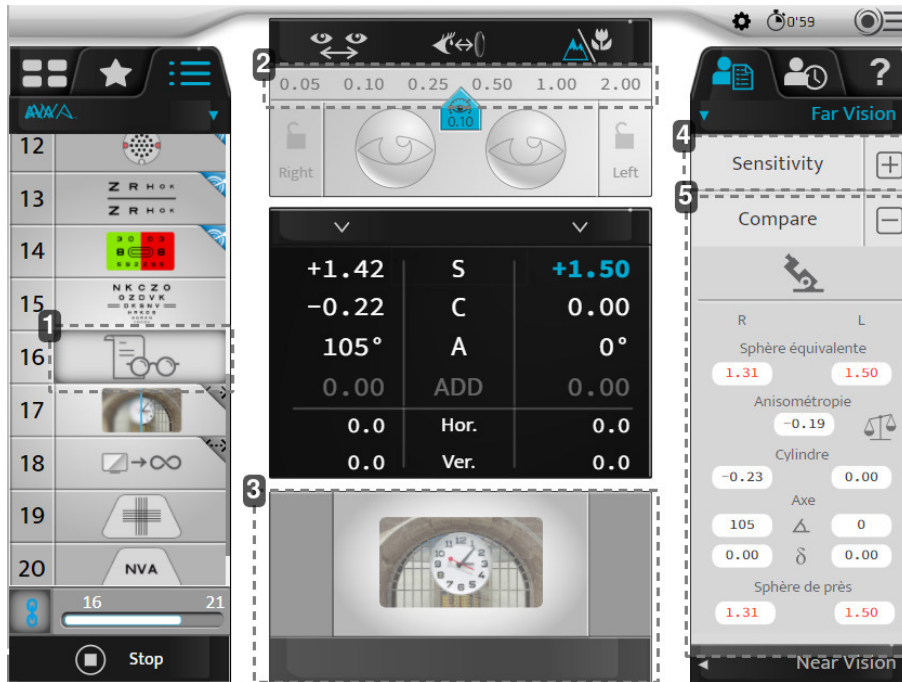 0'59
2
0.05 0.10 0.25 0.50 1.00 2.00
0.10
Right
Left
12
13
Z R H O K
Z R H O K
14
15
N K C Z O
O Z D V K
D K S N V
1
16
17
18
19
20
NVA
16 21
Stop
+1.42 S +1.50
−0.22 C 0.00
105° A 0°
0.00 ADD 0.00
0.0 Hor. 0.0
0.0 Ver. 0.0
3
?
Far Vision
4
Sensitivity
5
Compare
R L
Sphère équivalente
1.31 1.50
Anisométropie
−0.19
Cylindre
−0.23 0.00
Axe
105 0
0.00 δ 0.00
Sphère de près
1.31 1.50
Near Vision